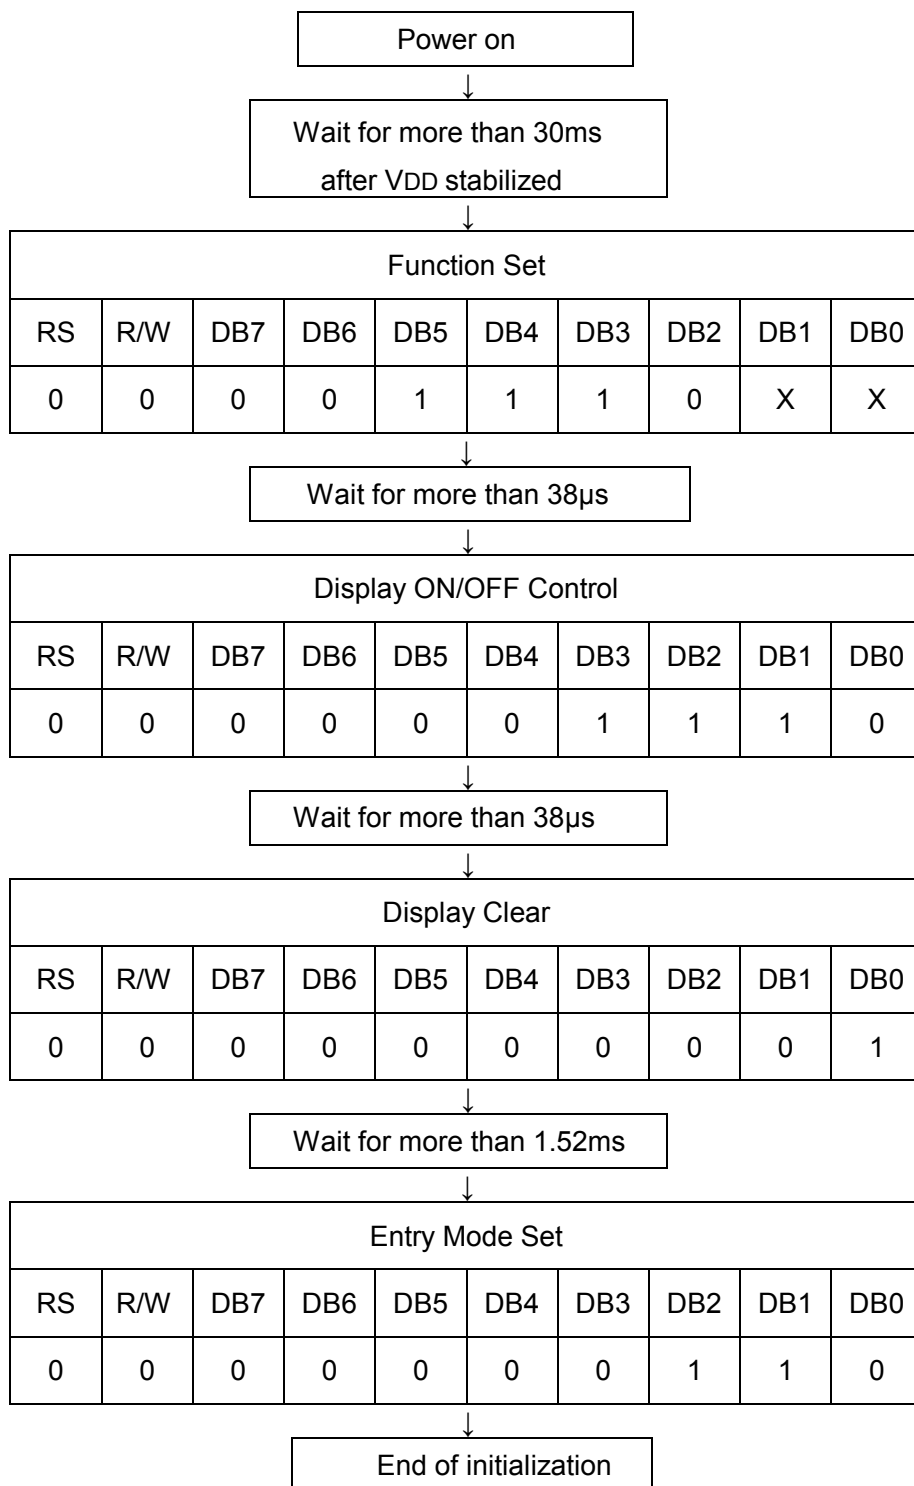 Power on
↓
Wait for more than 30ms
after VDD stabilized
↓
Function Set
RS R/W DB7 DB6 DB5 DB4 DB3 DB2 DB1 DB0
0 0 0 0 1 1 1 0 X X
↓
Wait for more than 38μs
↓
Display ON/OFF Control
RS R/W DB7 DB6 DB5 DB4 DB3 DB2 DB1 DB0
0 0 0 0 0 0 1 1 1 0
↓
Wait for more than 38μs
↓
Display Clear
RS R/W DB7 DB6 DB5 DB4 DB3 DB2 DB1 DB0
0 0 0 0 0 0 0 0 0 1
↓
Wait for more than 1.52ms
↓
Entry Mode Set
RS R/W DB7 DB6 DB5 DB4 DB3 DB2 DB1 DB0
0 0 0 0 0 0 0 1 1 0
↓
End of initialization